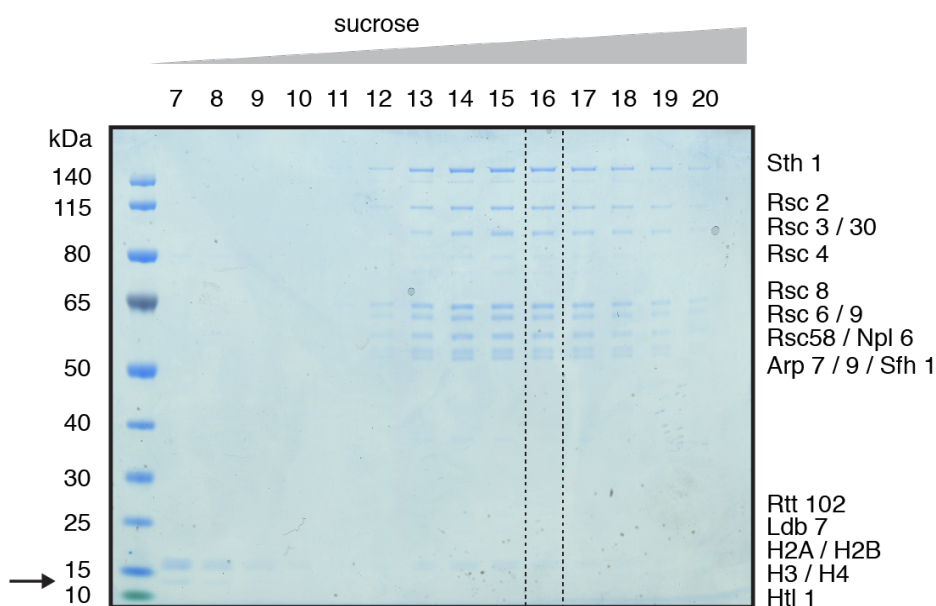 sucrose
7 8 9 10 11 12 13 14 15 16 17 18 19 20
kDa
140
115
80
65
50
40
30
25
15
10
Sth 1
Rsc 2
Rsc 3 / 30
Rsc 4
Rsc 8
Rsc 6 / 9
Rsc58 / Npl 6
Arp 7 / 9 / Sfh 1
Rtt 102
Ldb 7
H2A / H2B
H3 / H4
Htl 1